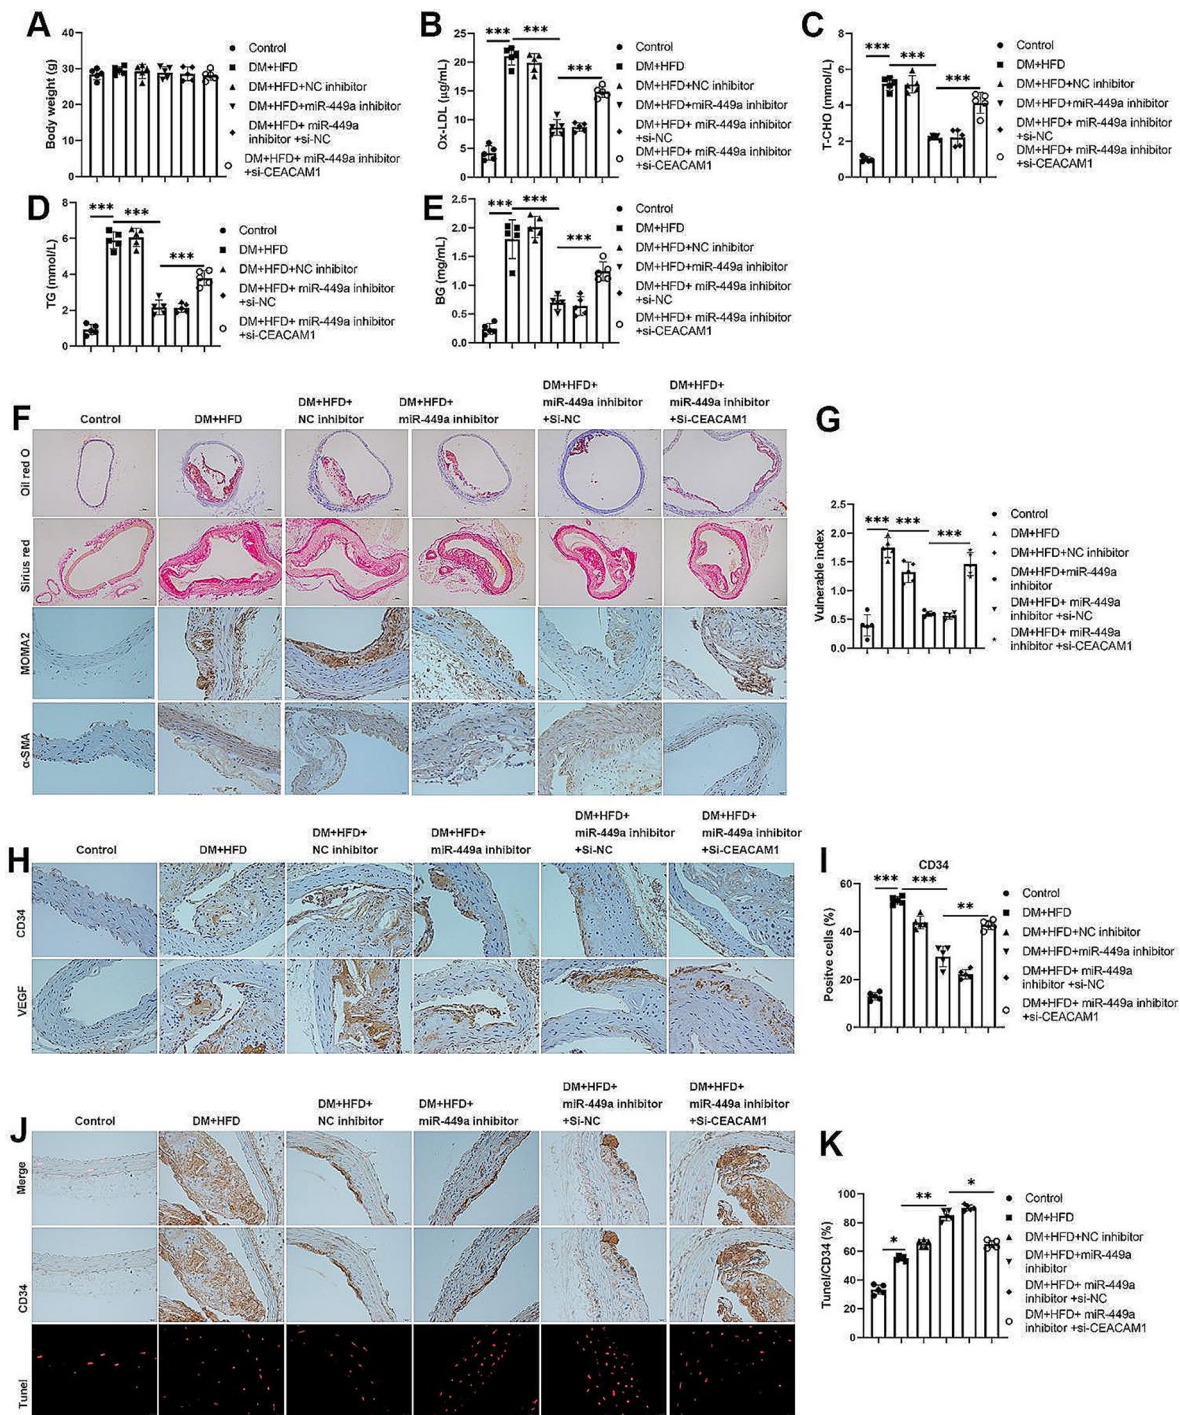 A
Body weight (g)
40
30
20
10
0
Control
DM+HFD
DM+HFD+NC inhibitor
DM+HFD+miR-449a inhibitor
DM+HFD+ miR-449a
inhibitor +si-NC
DM+HFD+ miR-449a inhibitor
+si-CEACAM1
B
Ox-LDL (μg/mL)
25
20
15
10
5
0
*** ***
***
Control
DM+HFD
DM+HFD+NC inhibitor
DM+HFD+miR-449a inhibitor
DM+HFD+ miR-449a inhibitor
+si-NC
DM+HFD+ miR-449a inhibitor
+si-CEACAM1
C
T-CHO (mmol/L)
8
6
4
2
0
*** ***
***
Control
DM+HFD
DM+HFD+NC inhibitor
DM+HFD+miR-449a inhibitor
DM+HFD+ miR-449a inhibitor
+si-NC
DM+HFD+ miR-449a inhibitor
+si-CEACAM1
D
TG (mmol/L)
8
6
4
2
0
*** ***
***
Control
DM+HFD
DM+HFD+NC inhibitor
DM+HFD+miR-449a inhibitor
DM+HFD+ miR-449a inhibitor
+si-NC
DM+HFD+ miR-449a inhibitor
+si-CEACAM1
E
BG (mg/mL)
2.5
2.0
1.5
1.0
0.5
0.0
*** ***
***
Control
DM+HFD
DM+HFD+NC inhibitor
DM+HFD+miR-449a inhibitor
DM+HFD+ miR-449a inhibitor
+si-NC
DM+HFD+ miR-449a inhibitor
+si-CEACAM1
F
Control
DM+HFD
DM+HFD+
NC inhibitor
DM+HFD+
miR-449a inhibitor
DM+HFD+
miR-449a inhibitor
+Si-NC
DM+HFD+
miR-449a inhibitor
+Si-CEACAM1
Oil red O
Sirius red
MOMA2
α-SMA
G
Vulnerable index
2.5
2.0
1.5
1.0
0.5
0.0
*** ***
***
Control
DM+HFD
DM+HFD+NC inhibitor
DM+HFD+miR-449a
inhibitor
DM+HFD+ miR-449a
inhibitor +si-NC
DM+HFD+ miR-449a
inhibitor +si-CEACAM1
H
Control
DM+HFD
DM+HFD+
NC inhibitor
DM+HFD+
miR-449a inhibitor
DM+HFD+
miR-449a inhibitor
+Si-NC
DM+HFD+
miR-449a inhibitor
+Si-CEACAM1
CD34
VEGF
I
CD34
Positve cells (%)
60
40
20
0
*** ***
**
Control
DM+HFD
DM+HFD+NC inhibitor
DM+HFD+miR-449a inhibitor
DM+HFD+ miR-449a
inhibitor +si-NC
DM+HFD+ miR-449a inhibitor
+si-CEACAM1
J
Control
DM+HFD
DM+HFD+
NC inhibitor
DM+HFD+
miR-449a inhibitor
DM+HFD+
miR-449a inhibitor
+Si-NC
DM+HFD+
miR-449a inhibitor
+Si-CEACAM1
Merge
CD34
Tunel
K
Tunel/CD34 (%)
100
80
60
40
20
0
* ** *
Control
DM+HFD
DM+HFD+NC inhibitor
DM+HFD+miR-449a
inhibitor
DM+HFD+ miR-449a
inhibitor +si-NC
DM+HFD+ miR-449a
inhibitor +si-CEACAM1